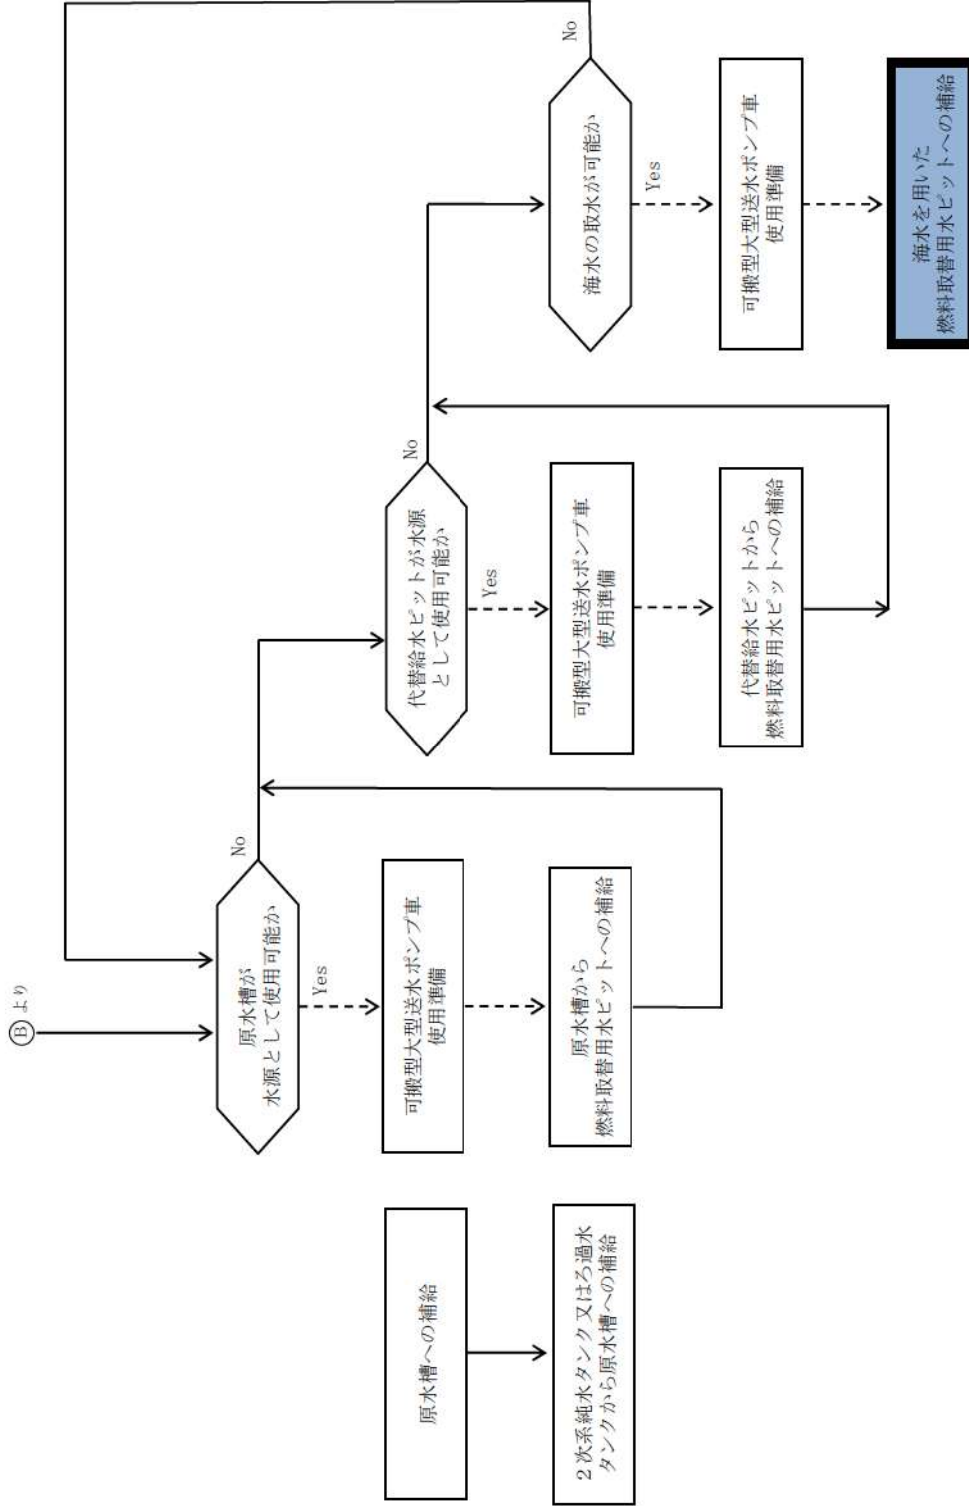 Ⓑより
原水槽が
水源として使用可能か
No
Yes
可搬型大型送水ポンプ車
使用準備
原水槽から
燃料取替用水ピットへの補給
原水槽への補給
2次系純水タンク又はろ過水
タンクから原水槽への補給
代替給水ピットが水源
として使用可能か
No
Yes
可搬型大型送水ポンプ車
使用準備
代替給水ピットから
燃料取替用水ピットへの補給
海水の取水が可能か
No
Yes
可搬型大型送水ポンプ車
使用準備
海水を用いた
燃料取替用水ピットへの補給